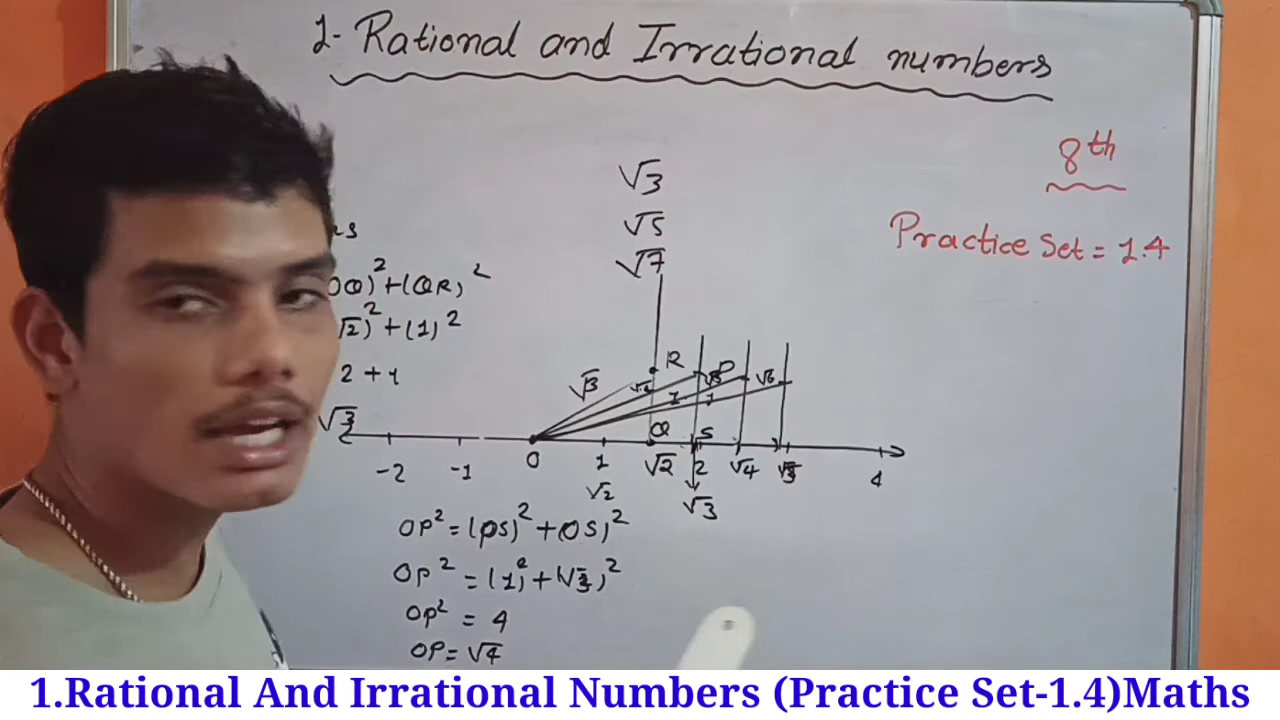 1- Rational and Irrational numbers
8th
Practice Set = 1.4
√3
√5
√7
)² + (QR)²
√2)² + (1)²
2 + 1
√3
R
P
√3
√6
1 1
Q S
-2 -1 0 1 √2 2 √4 4
√2 √3
OP² = (PS)² + (OS)²
OP² = (1)² + (√3)²
OP² = 4
OP = √4
1.Rational And Irrational Numbers (Practice Set-1.4)Maths